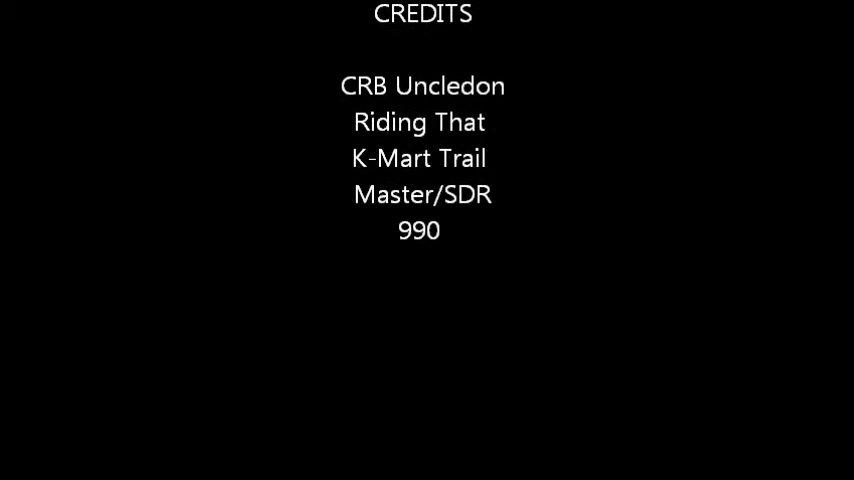 CREDITS
CRB Uncledon
Riding That
K-Mart Trail
Master/SDR
990